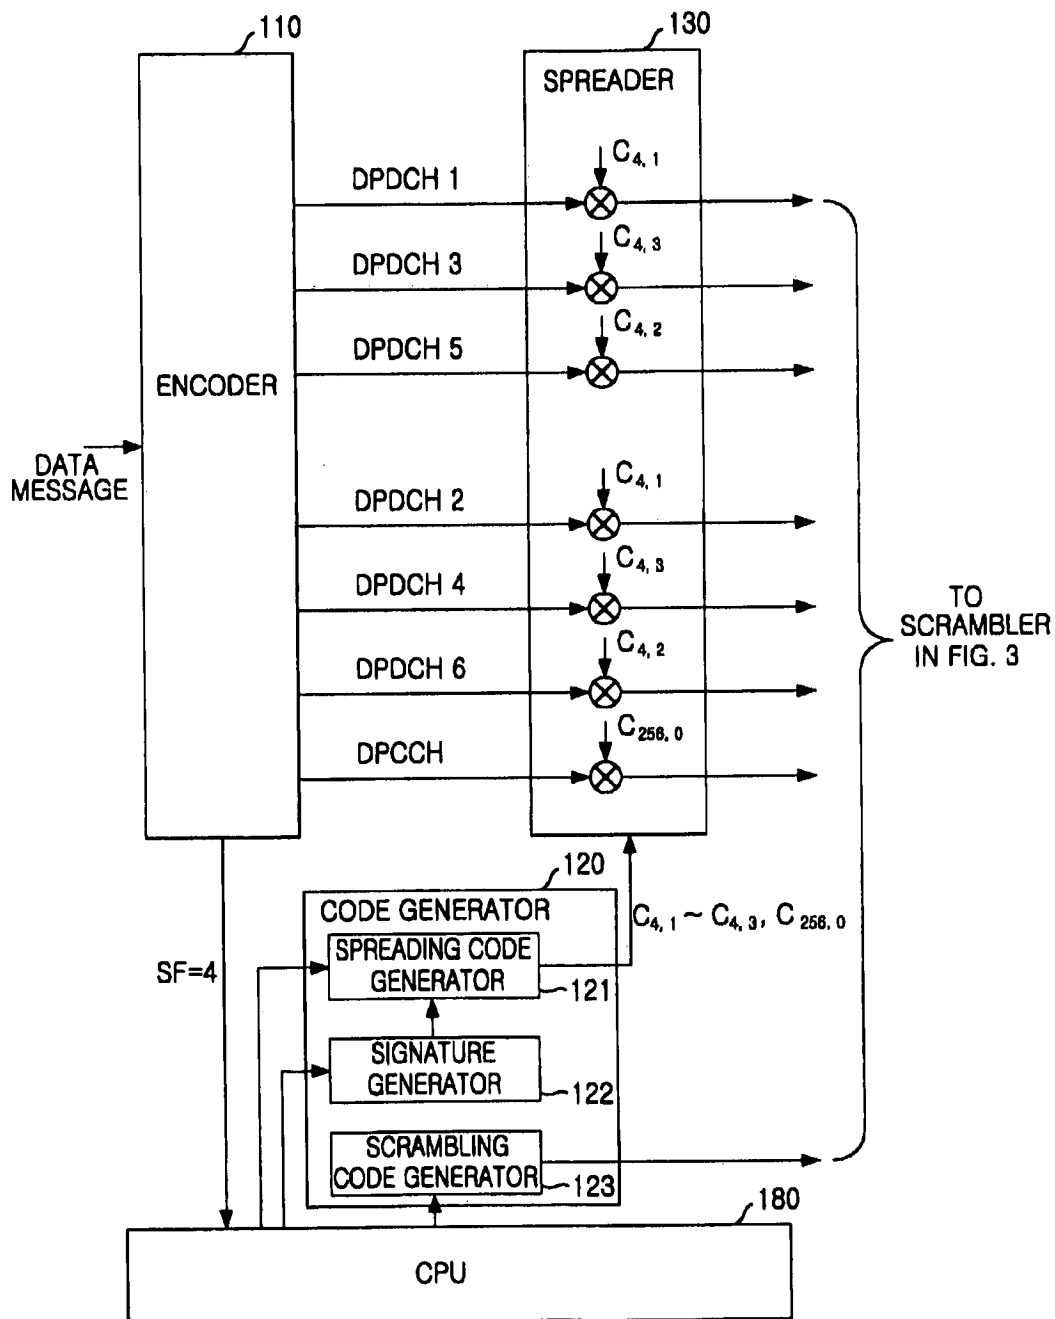 110
130
SPREADER
C4, 1
DPDCH 1
C4, 3
DPDCH 3
C4, 2
DPDCH 5
ENCODER
DATA
MESSAGE
C4, 1
DPDCH 2
C4, 3
DPDCH 4
C4, 2
DPDCH 6
C256, 0
DPCCH
TO
SCRAMBLER
IN FIG. 3
120
CODE GENERATOR
C4, 1 ~ C4, 3, C256, 0
SPREADING CODE
GENERATOR
121
SF=4
SIGNATURE
GENERATOR
122
SCRAMBLING
CODE GENERATOR
123
180
CPU